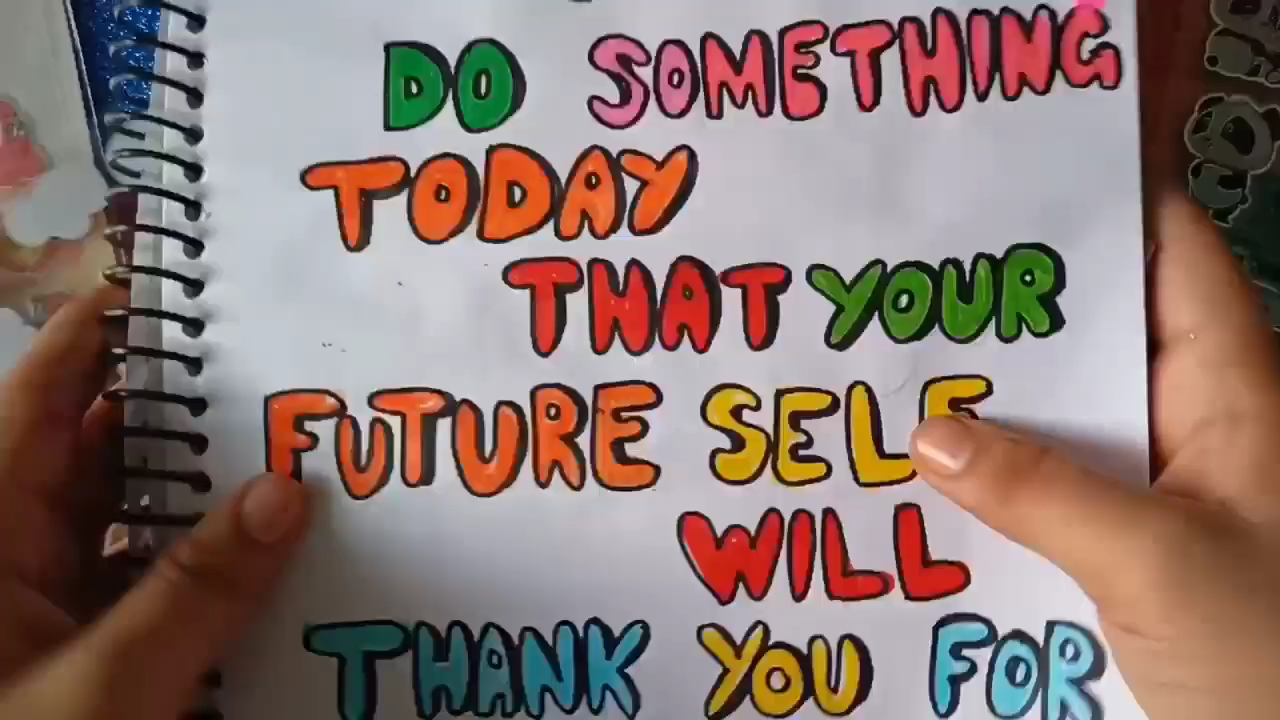 DO SOMETHING
TODAY
THAT YOUR
FUTURE SELF
WILL
THANK YOU FOR